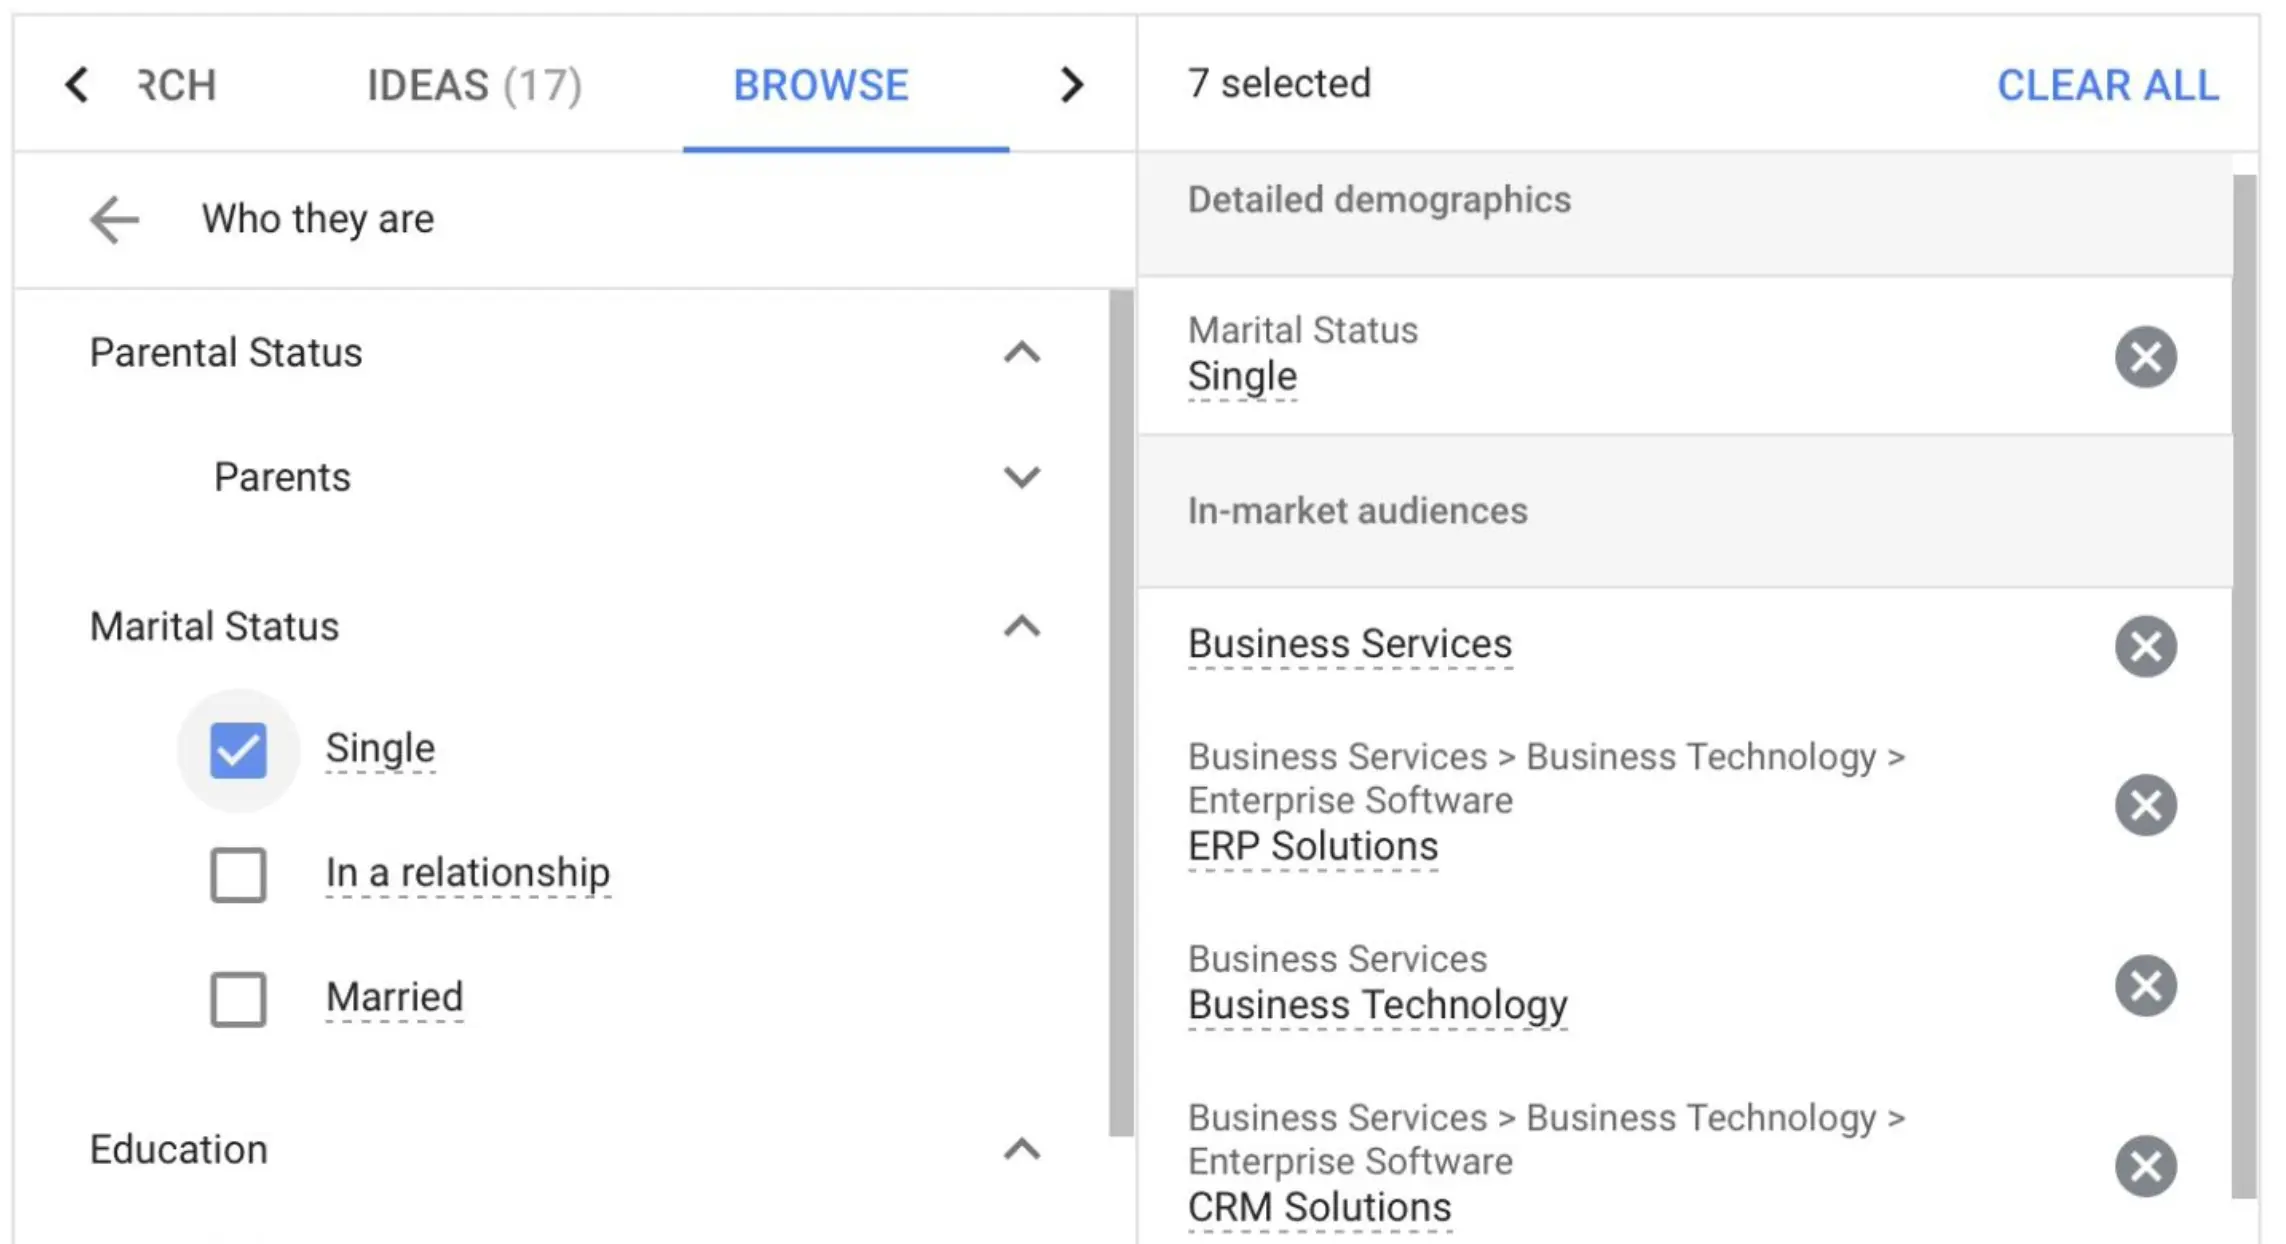 RCH
IDEAS (17)
BROWSE
Who they are
Parental Status
Parents
Marital Status
Single
In a relationship
Married
Education
7 selected
CLEAR ALL
Detailed demographics
Marital Status
Single
In-market audiences
Business Services
Business Services > Business Technology >
Enterprise Software
ERP Solutions
Business Services
Business Technology
Business Services > Business Technology >
Enterprise Software
CRM Solutions